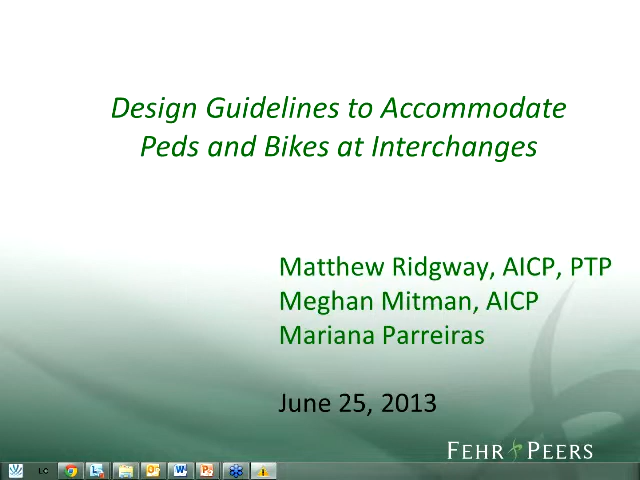 Design Guidelines to Accommodate
Peds and Bikes at Interchanges
Matthew Ridgway, AICP, PTP
Meghan Mitman, AICP
Mariana Parreiras
June 25, 2013
FEHR PEERS
LC